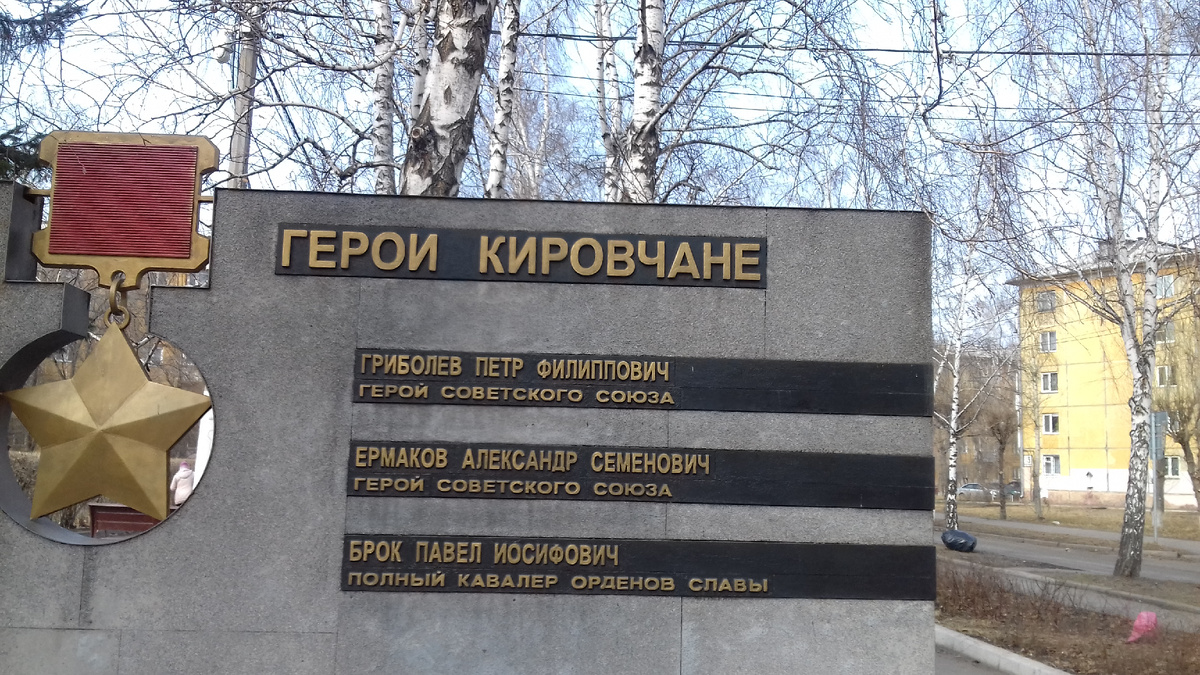 ГЕРОИ КИРОВЧАНЕ
ГРИБОЛЕВ ПЕТР ФИЛИППОВИЧ
ГЕРОЙ СОВЕТСКОГО СОЮЗА
ЕРМАКОВ АЛЕКСАНДР СЕМЕНОВИЧ
ГЕРОЙ СОВЕТСКОГО СОЮЗА
БРОК ПАВЕЛ ИОСИФОВИЧ
ПОЛНЫЙ КАВАЛЕР ОРДЕНОВ СЛАВЫ